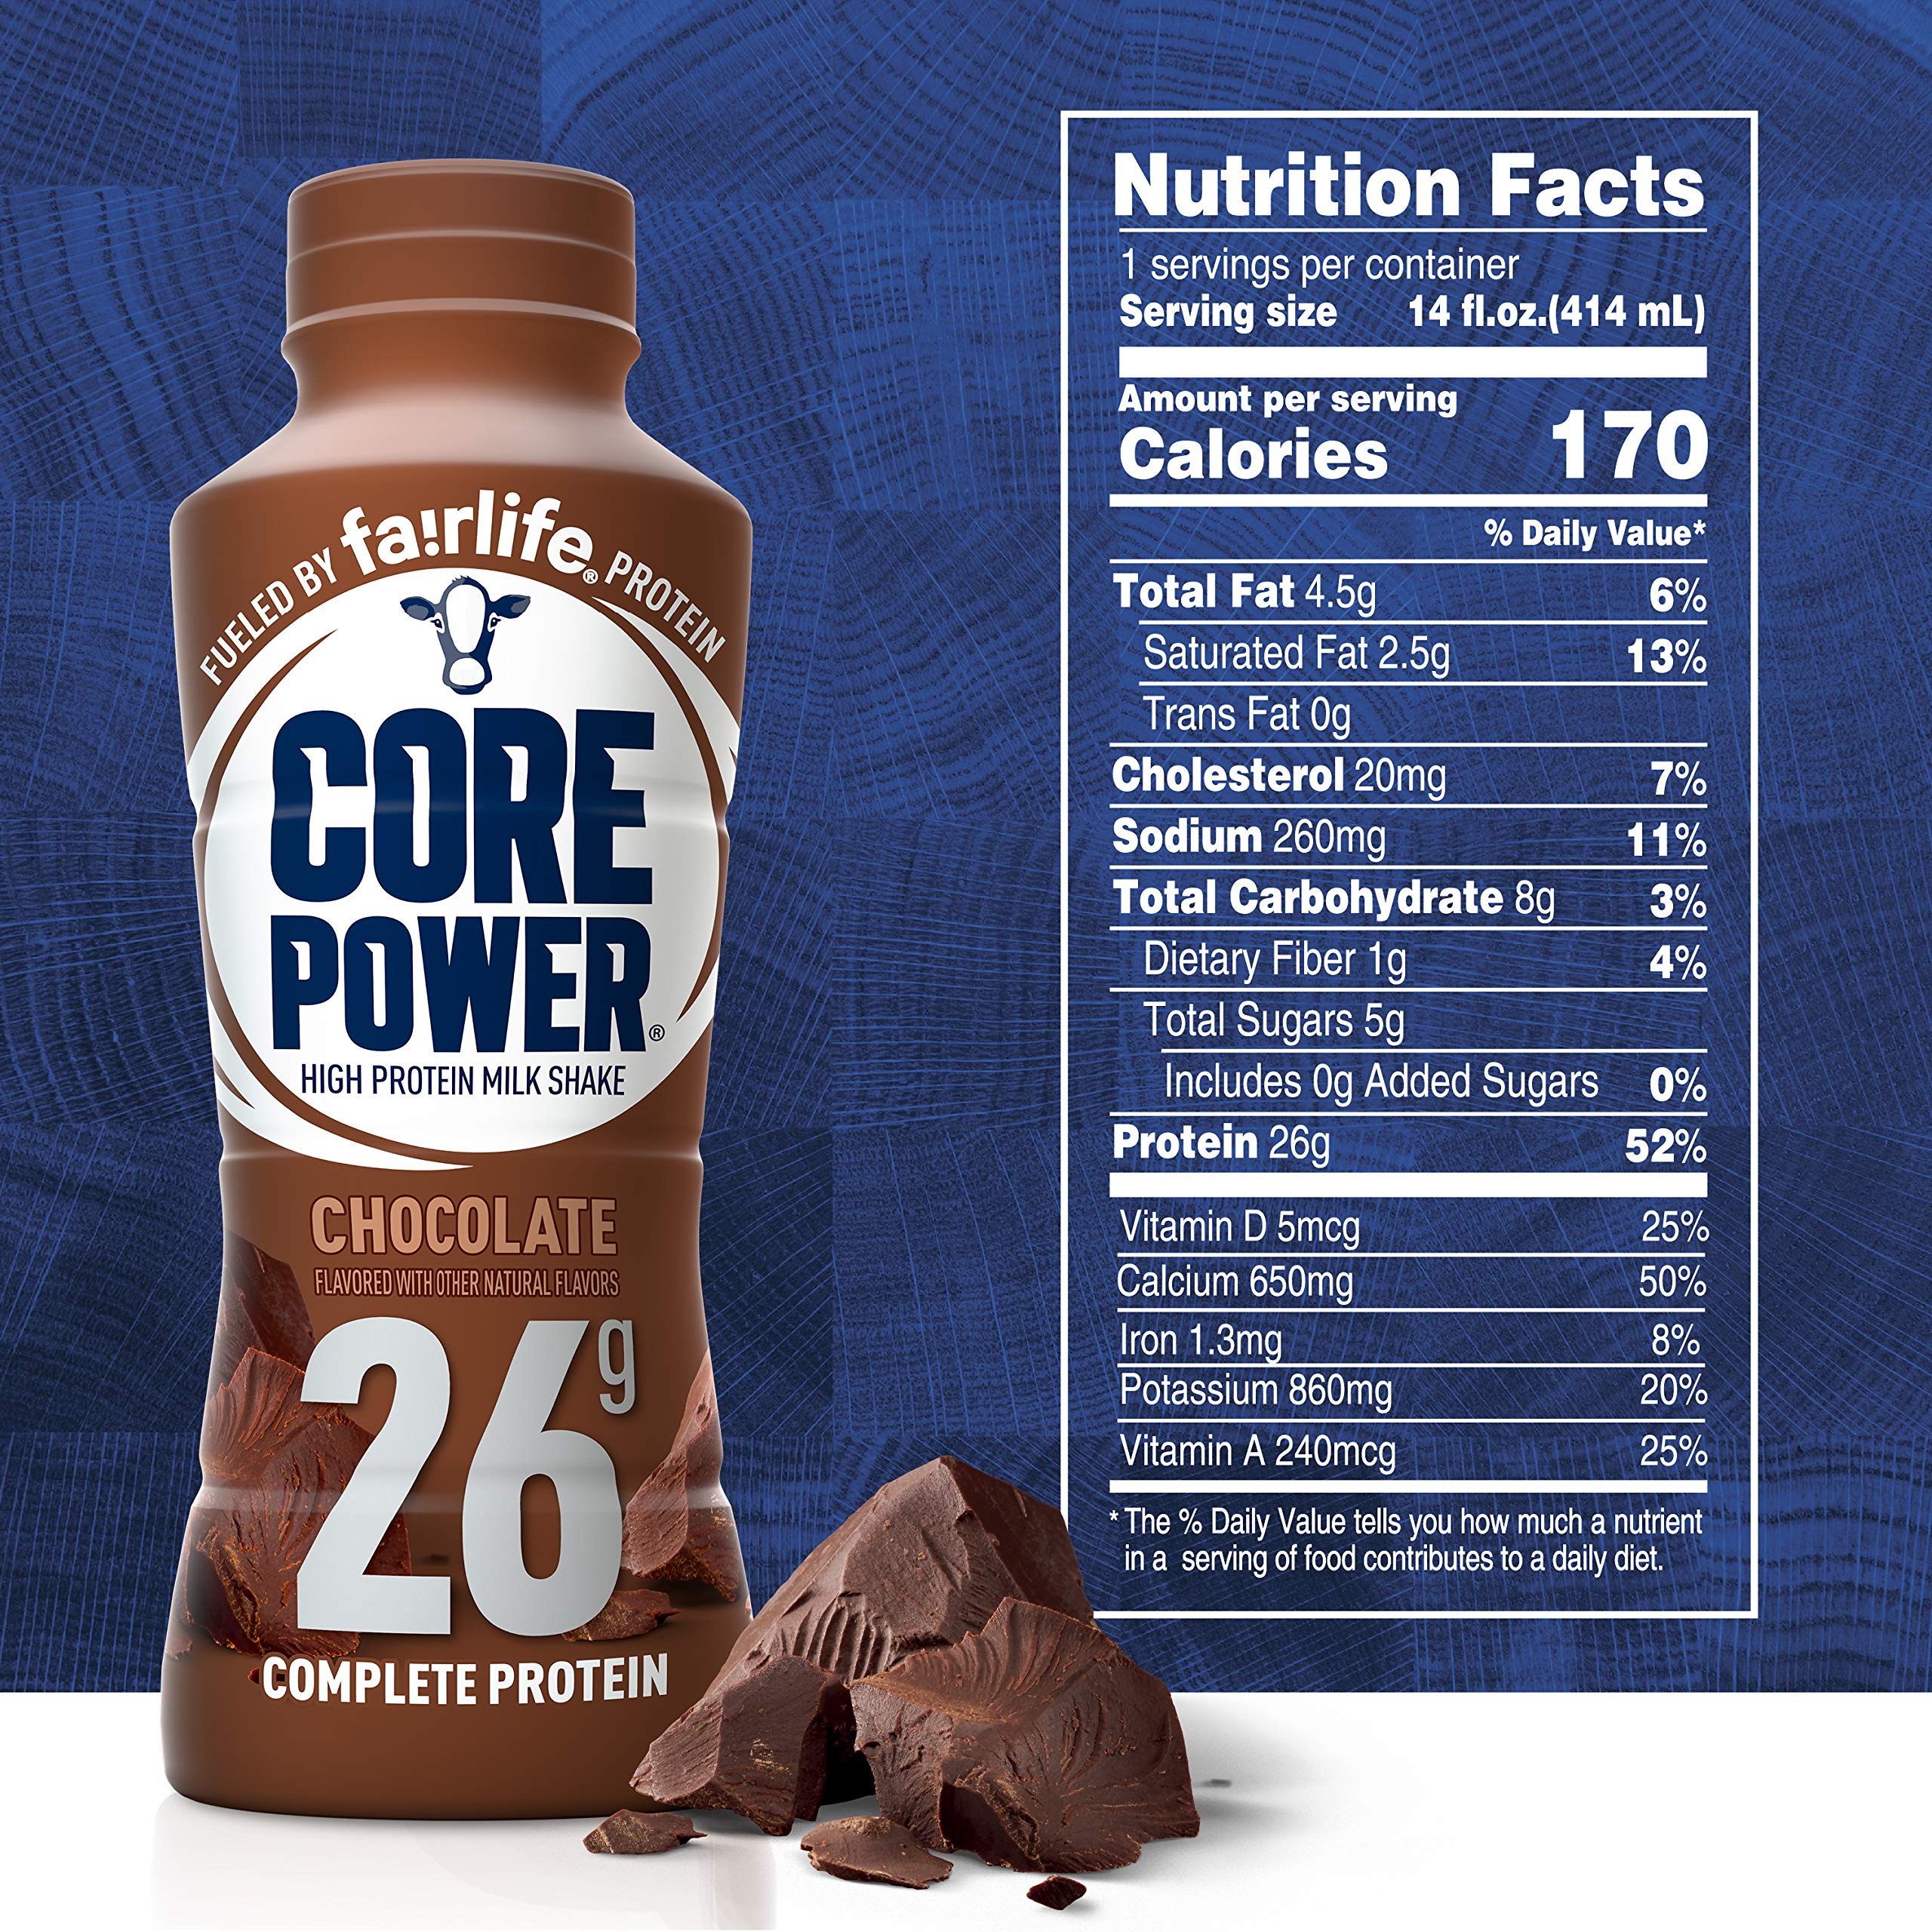 FUELED BY fa!rlife® PROTEIN
CORE
POWER®
HIGH PROTEIN MILK SHAKE
CHOCOLATE
FLAVORED WITH OTHER NATURAL FLAVORS
26g
COMPLETE PROTEIN
Nutrition Facts
1 servings per container
Serving size 14 fl.oz.(414 mL)
Amount per serving
Calories 170
% Daily Value*
Total Fat 4.5g 6%
Saturated Fat 2.5g 13%
Trans Fat 0g
Cholesterol 20mg 7%
Sodium 260mg 11%
Total Carbohydrate 8g 3%
Dietary Fiber 1g 4%
Total Sugars 5g
Includes 0g Added Sugars 0%
Protein 26g 52%
Vitamin D 5mcg 25%
Calcium 650mg 50%
Iron 1.3mg 8%
Potassium 860mg 20%
Vitamin A 240mcg 25%
* The % Daily Value tells you how much a nutrient
in a serving of food contributes to a daily diet.